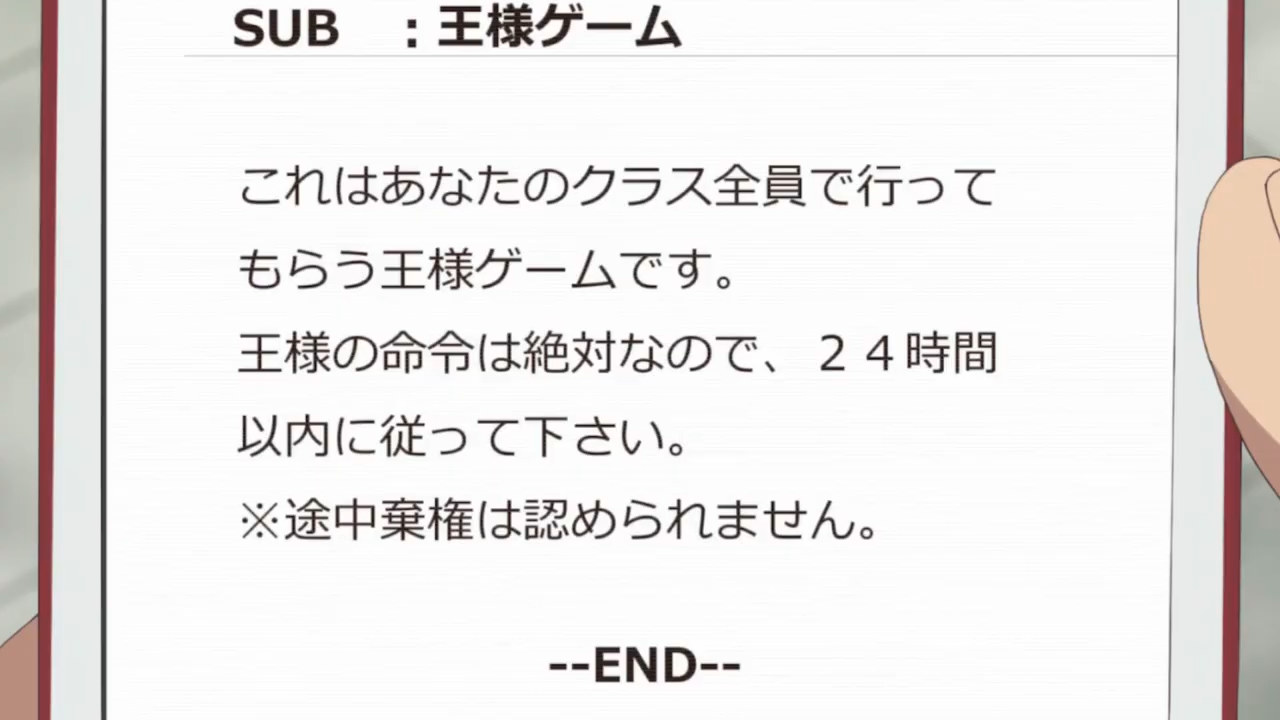 SUB　：王様ゲーム
これはあなたのクラス全員で行って
もらう王様ゲームです。
王様の命令は絶対なので、２４時間
以内に従って下さい。
※途中棄権は認められません。
--END--